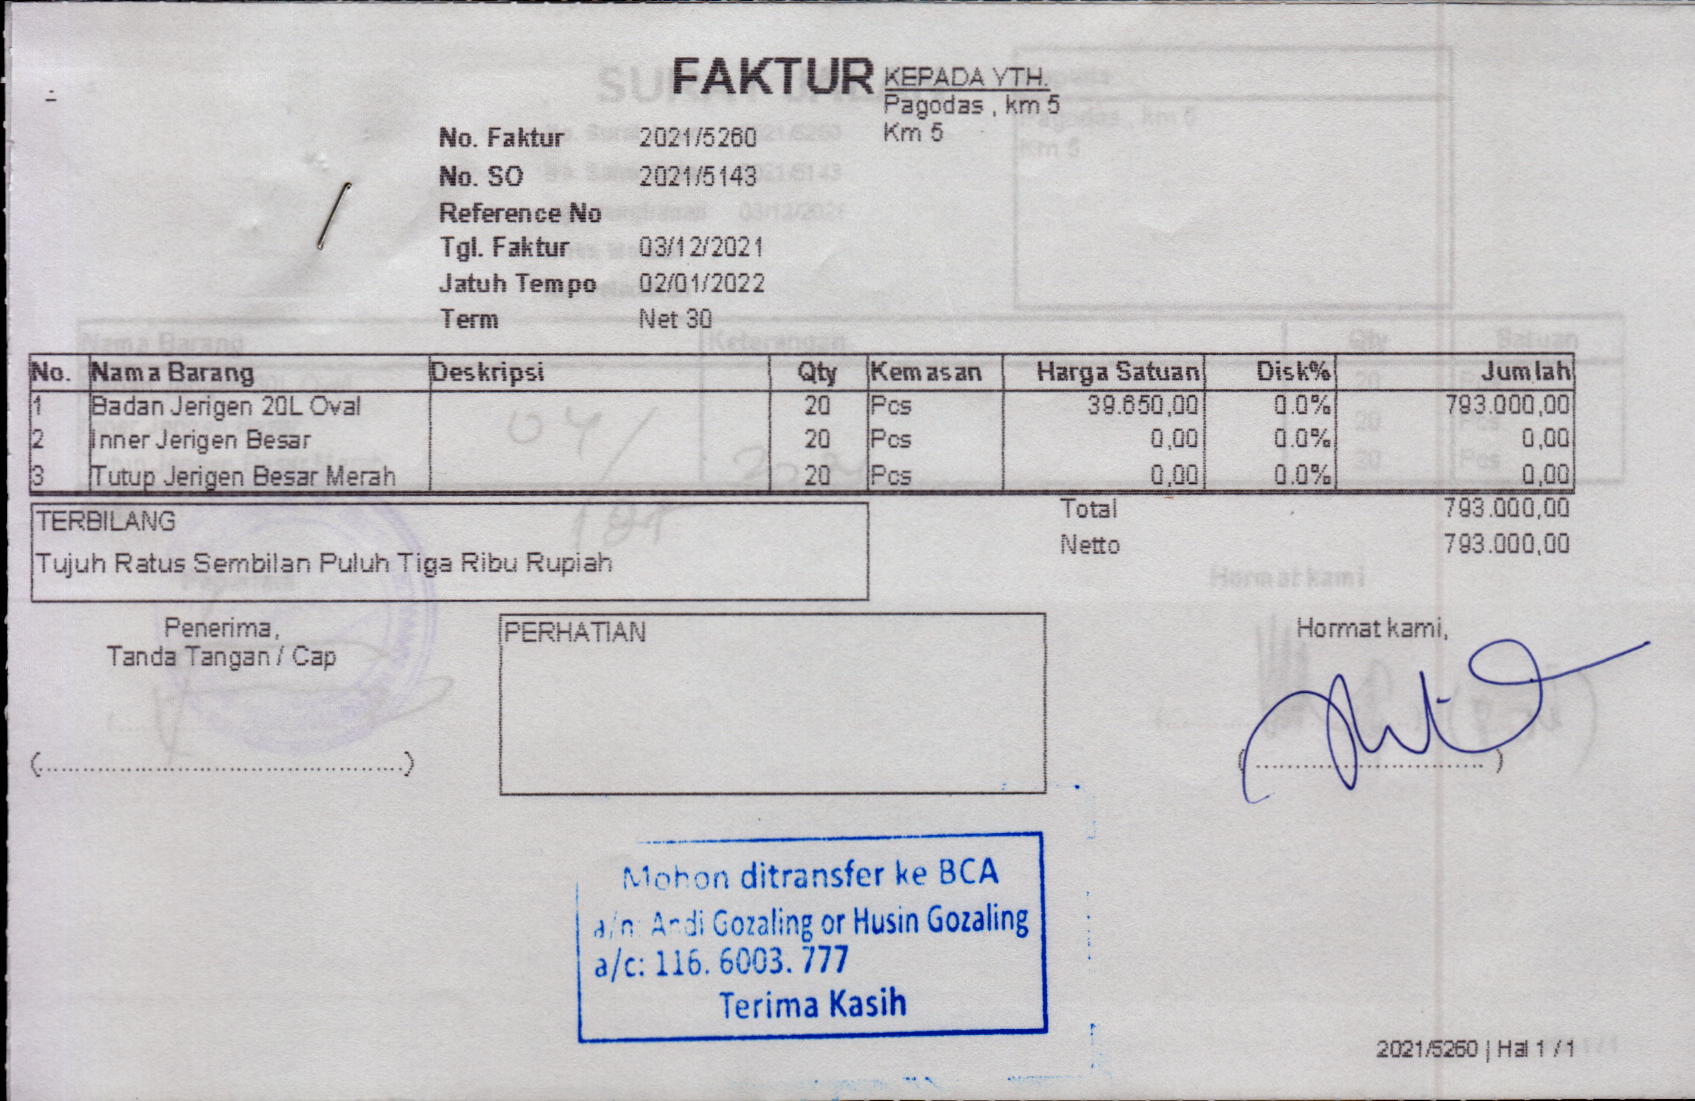 FAKTUR
KEPADA YTH.
Pagodas , km 5
Km 5
No. Faktur 2021/5260
No. SO 2021/5143
Reference No
Tgl. Faktur 03/12/2021
Jatuh Tempo 02/01/2022
Term Net 30
No. Nama Barang Deskripsi Qty Kemasan Harga Satuan Disk% Jumlah
1 Badan Jerigen 20L Oval 20 Pcs 39.650,00 0.0% 793.000,00
2 Inner Jerigen Besar 20 Pcs 0,00 0.0% 0,00
3 Tutup Jerigen Besar Merah 20 Pcs 0,00 0.0% 0,00
Total 793.000,00
Netto 793.000,00
TERBILANG
Tujuh Ratus Sembilan Puluh Tiga Ribu Rupiah
Penerima,
Tanda Tangan / Cap
PERHATIAN
Hormat kami,
Mohon ditransfer ke BCA
a/n: Andi Gozaling or Husin Gozaling
a/c: 116. 6003. 777
Terima Kasih
2021/5260 | Hal 1 / 1